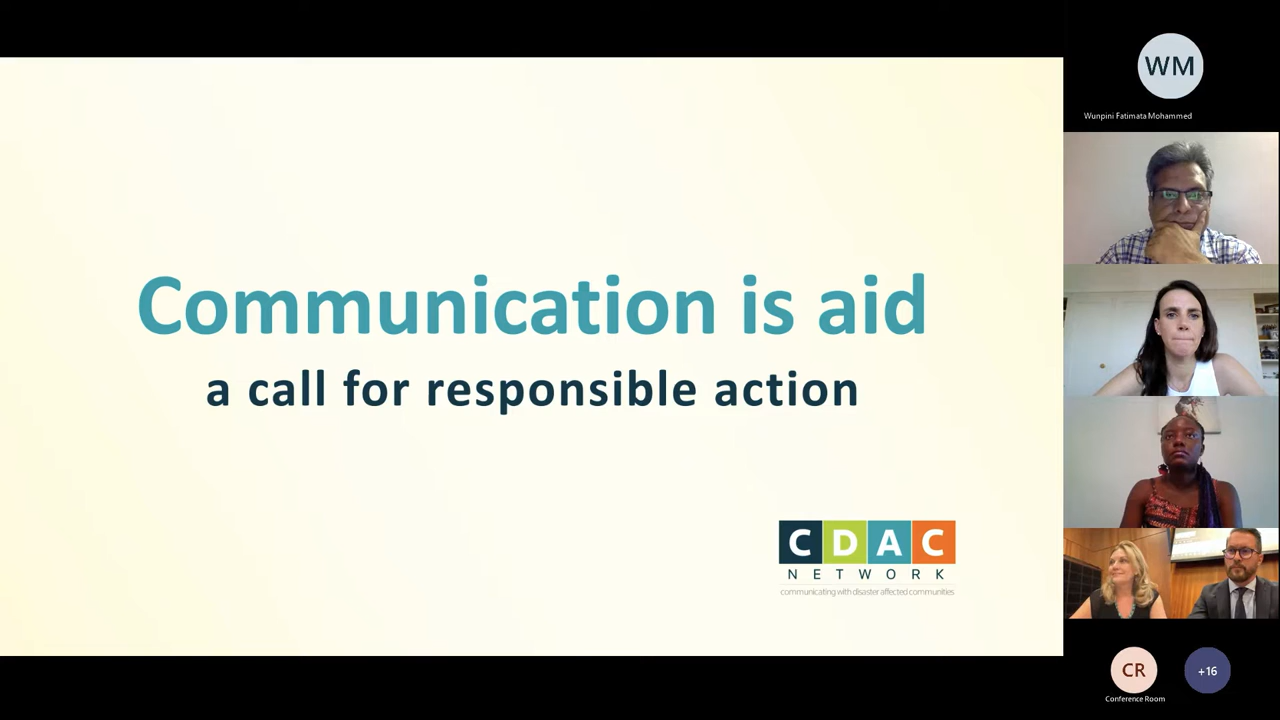 Communication is aid
a call for responsible action
C D A C
NETWORK
communicating with disaster affected communities
WM
Wunpini Fatimata Mohammed
CR
Conference Room
+16